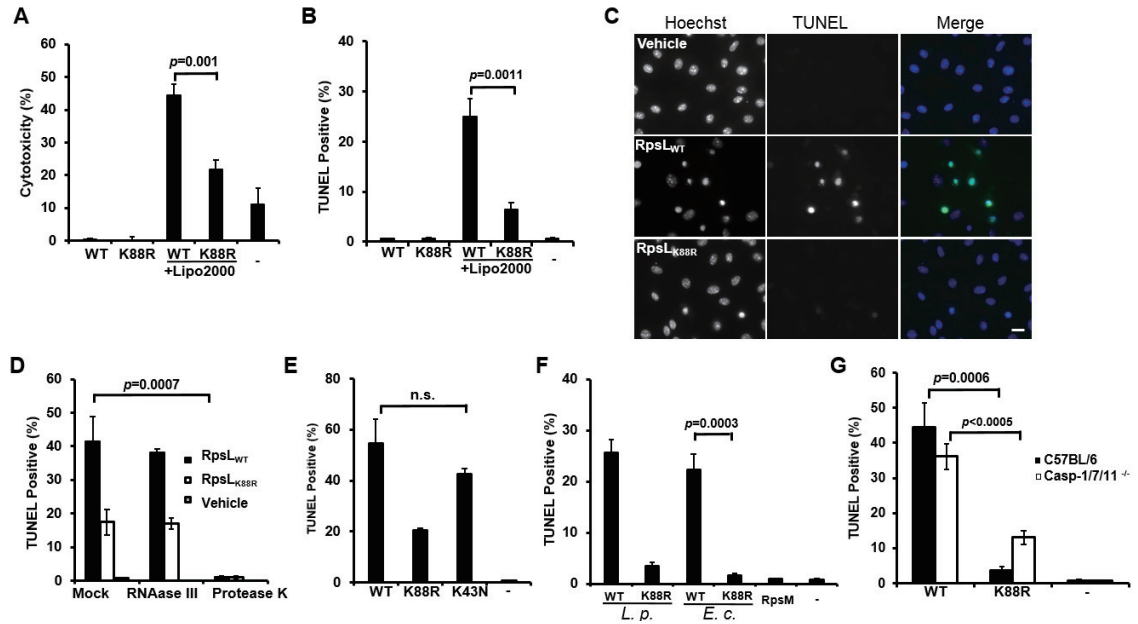 A
Cytotoxicity (%)
60
50
40
30
20
10
0
p=0.001
WT K88R WT K88R -
+Lipo2000
B
TUNEL Positive (%)
40
30
20
10
0
p=0.0011
WT K88R WT K88R -
+Lipo2000
C
Hoechst TUNEL Merge
Vehicle
RpsLWT
RpsLK88R
D
TUNEL Positive (%)
60
50
40
30
20
10
0
p=0.0007
RpsLWT
RpsLK88R
Vehicle
Mock RNAase III Protease K
E
TUNEL Positive (%)
80
60
40
20
0
n.s.
WT K88R K43N -
F
TUNEL Positive (%)
40
30
20
10
0
p=0.0003
WT K88R WT K88R RpsM -
L. p. E. c.
G
TUNEL Positive (%)
60
50
40
30
20
10
0
p=0.0006
p<0.0005
C57BL/6
Casp-1/7/11 -/-
WT K88R -